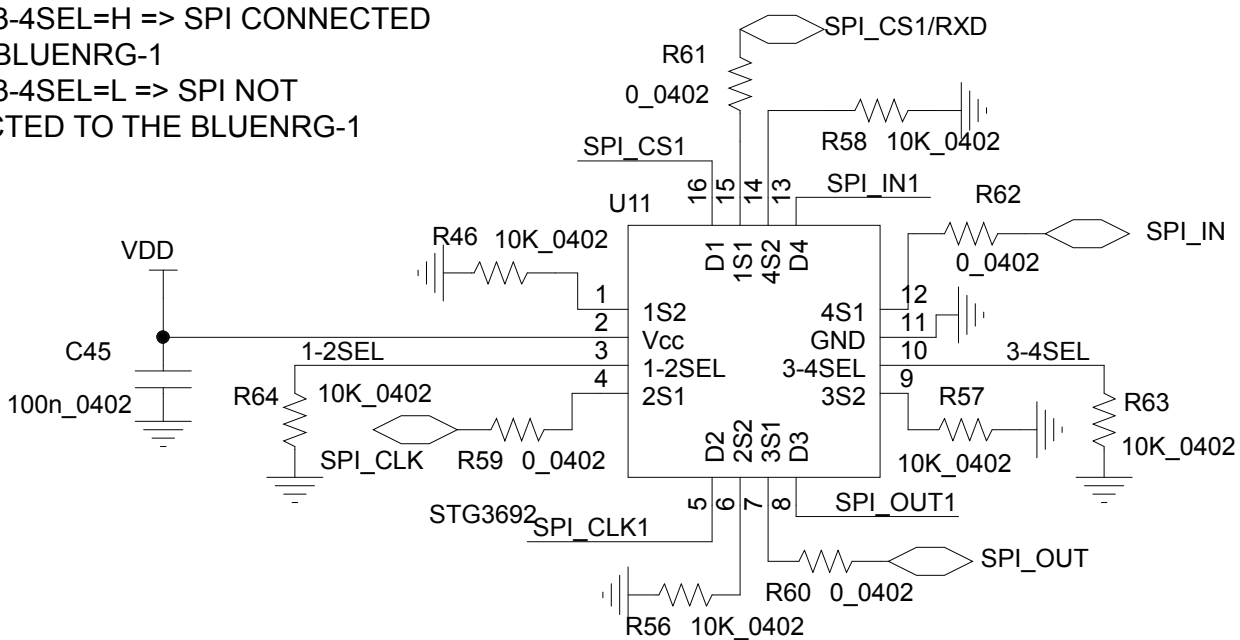 3-4SEL=H => SPI CONNECTED
BLUENRG-1
3-4SEL=L => SPI NOT
CTED TO THE BLUENRG-1
SPI_CS1/RXD
R61
0_0402
R58 10K_0402
SPI_CS1
16
15
14
13
SPI_IN1
U11
R62
0_0402
SPI_IN
R46 10K_0402
VDD
D1
1S1
4S2
D4
1
1S2
2
Vcc
3
1-2SEL
1-2SEL
4
2S1
12
4S1
11
GND
10
3-4SEL
3-4SEL
9
3S2
C45
100n_0402
R64 10K_0402
R57
10K_0402
R63
10K_0402
SPI_CLK
R59 0_0402
D2
2S2
3S1
D3
5
6
7
8
STG3692
SPI_CLK1
SPI_OUT1
SPI_OUT
R60 0_0402
R56 10K_0402